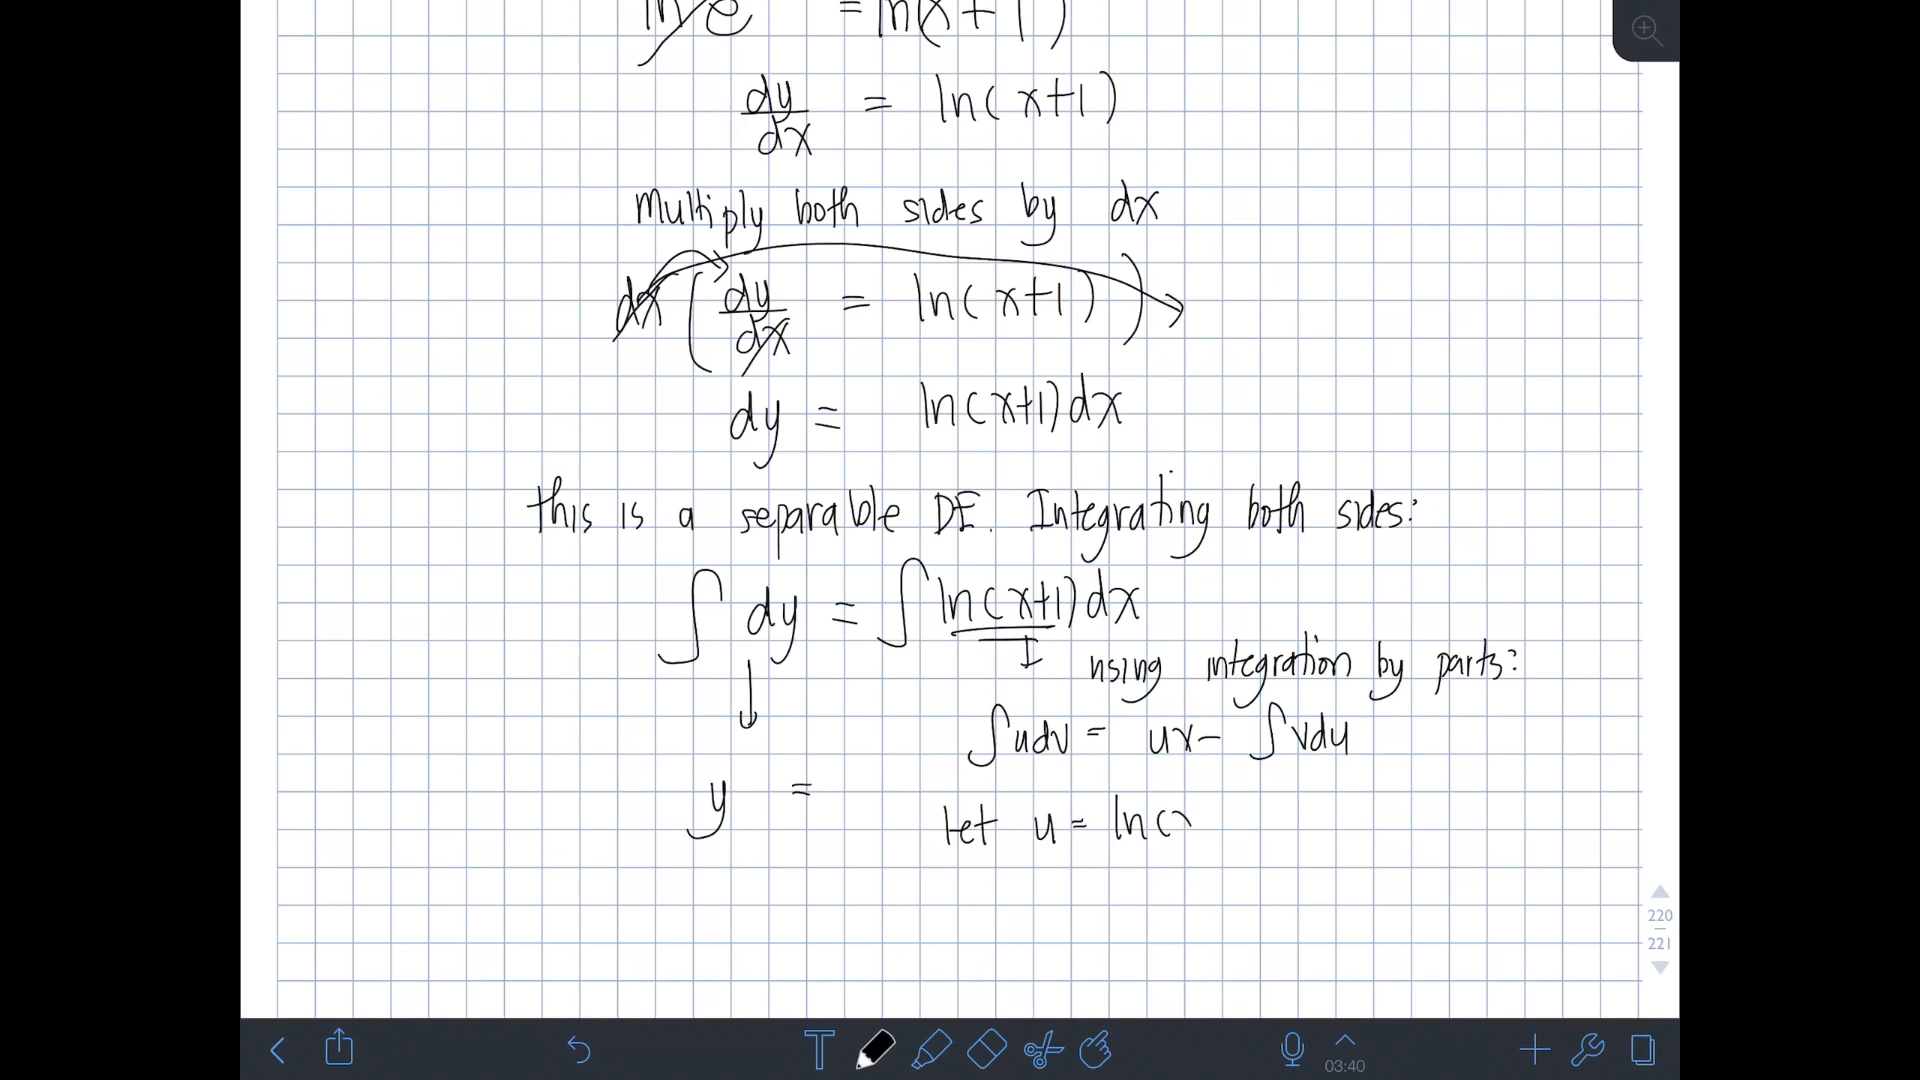 ln e = ln(x+1)
dy/dx = ln(x+1)
Multiply both sides by dx
dx(dy/dx = ln(x+1))
dy = ln(x+1)dx
this is a separable DE. Integrating both sides:
∫ dy = ∫ ln(x+1)dx
I using integration by parts:
∫udv = uv- ∫vdu
y = let u = ln(
220
221
T
03:40